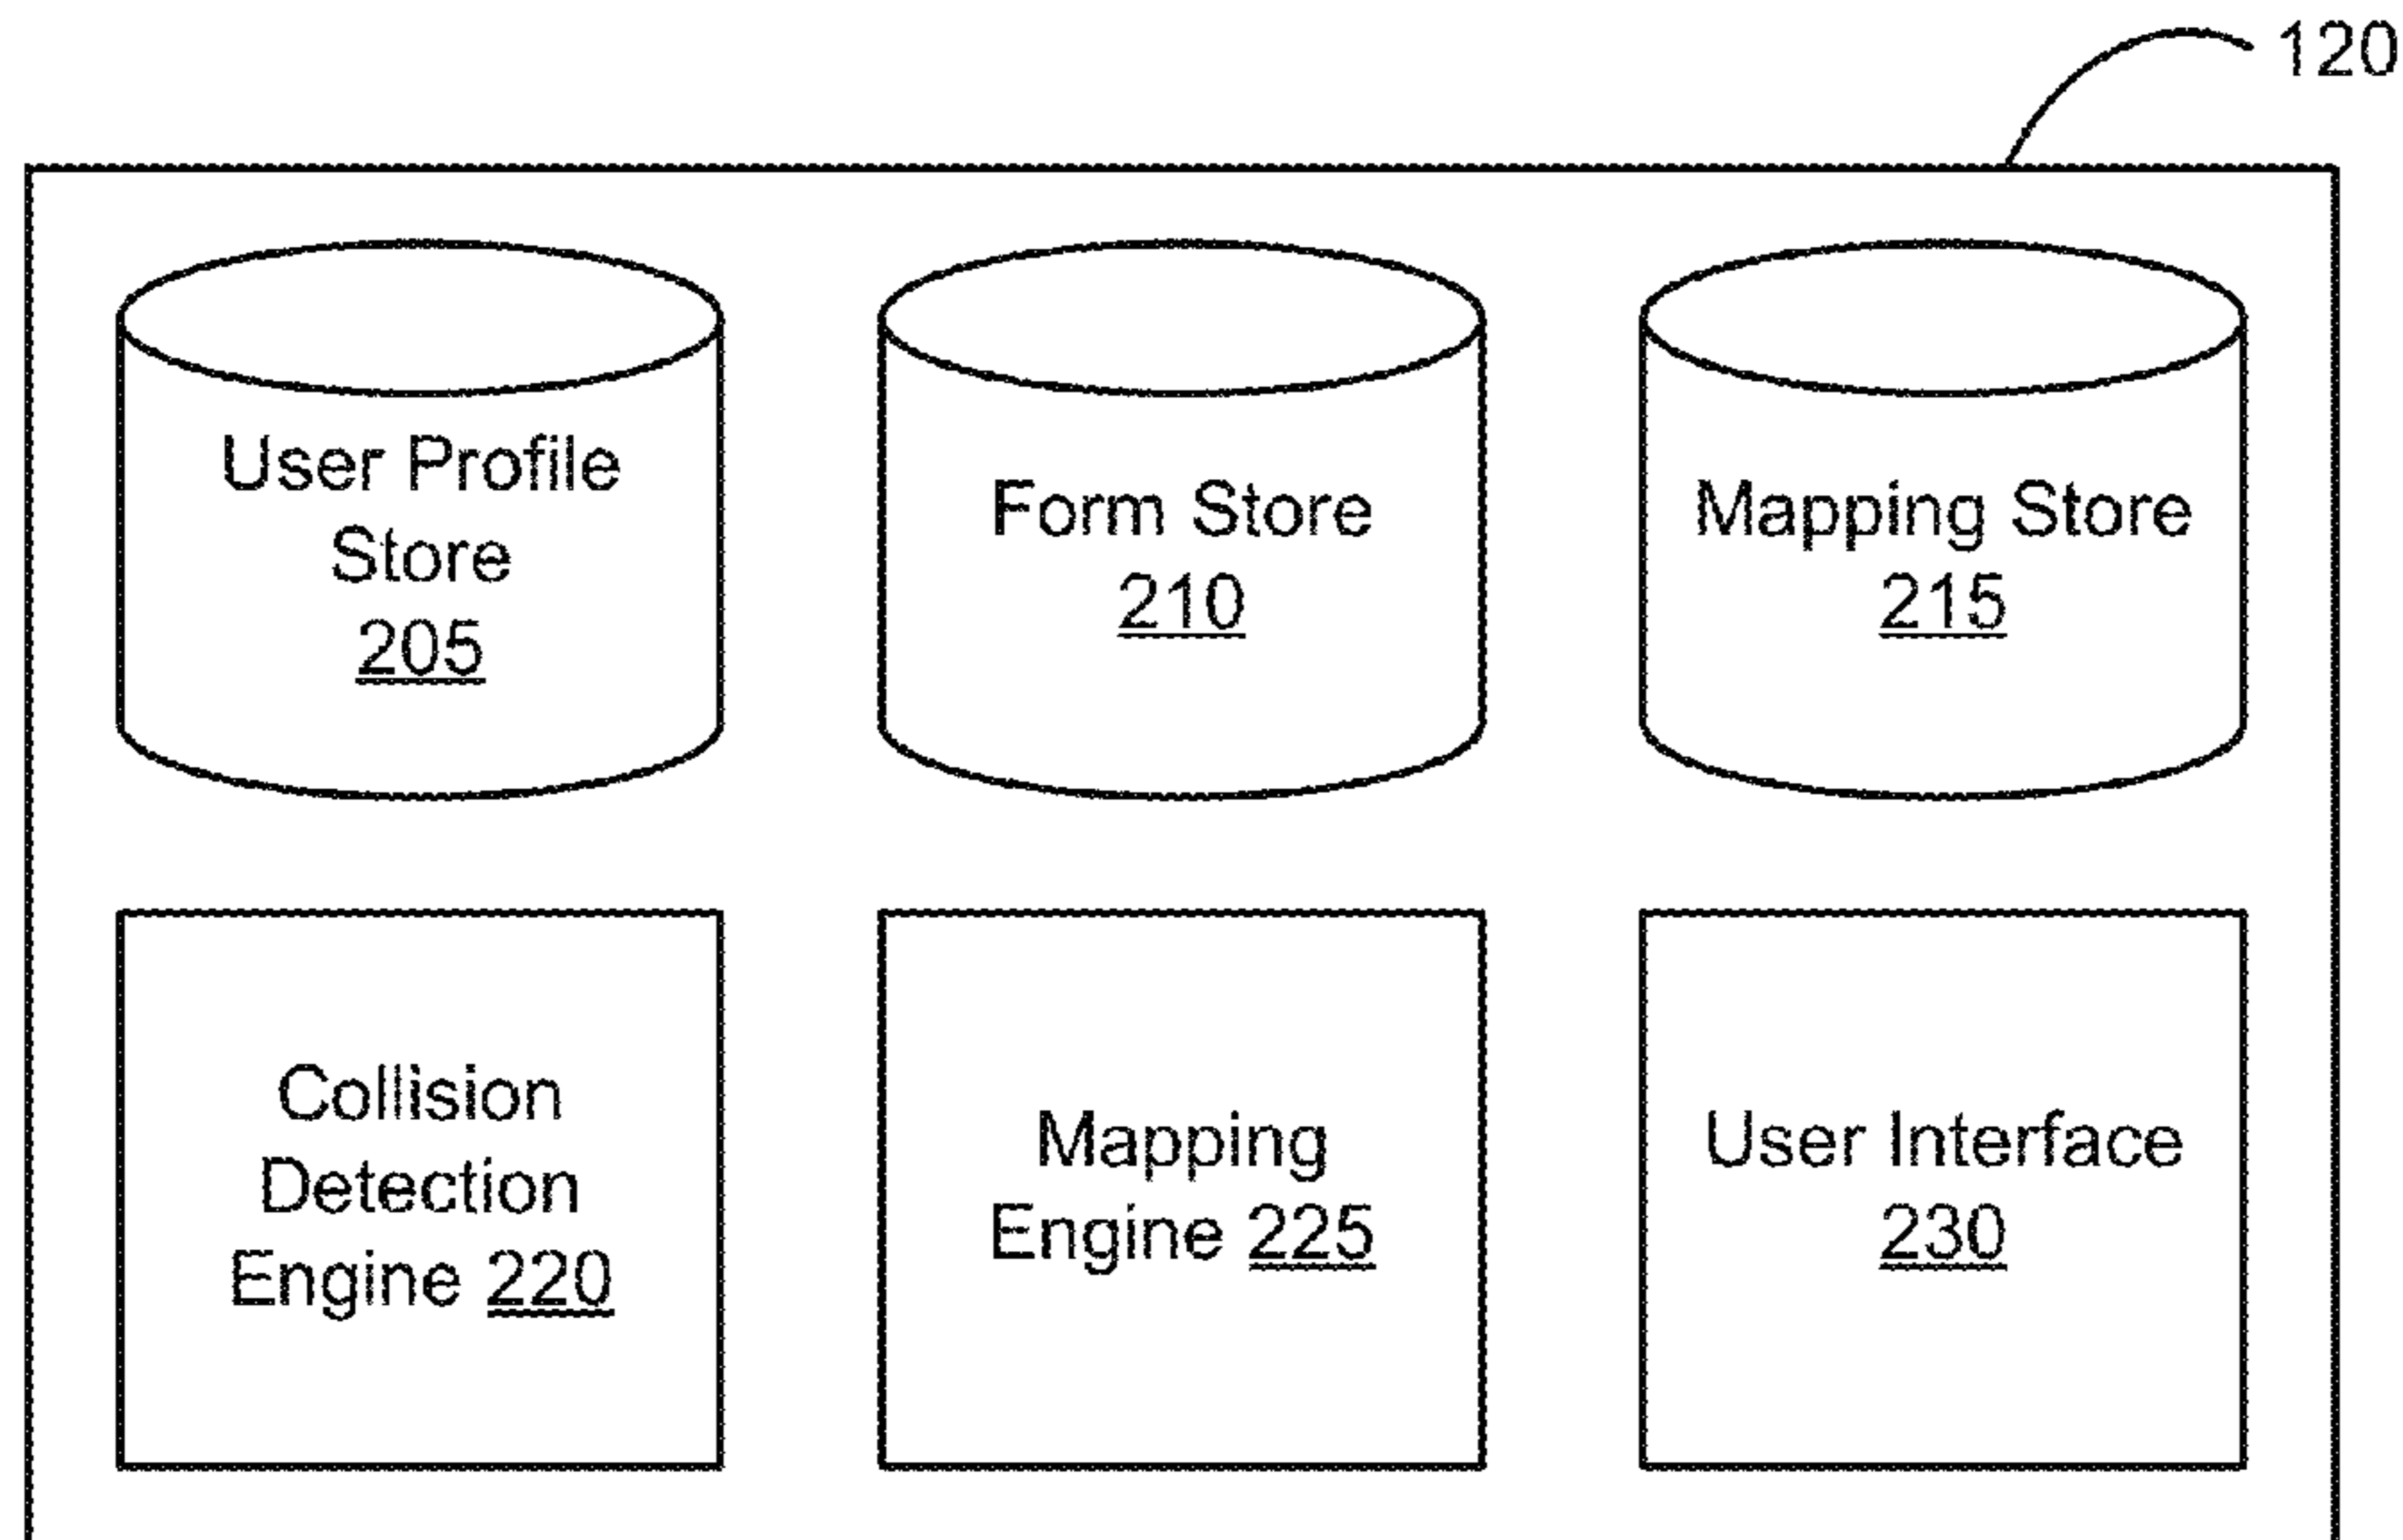 120
User Profile
Store
205
Form Store
210
Mapping Store
215
Collision
Detection
Engine 220
Mapping
Engine 225
User Interface
230